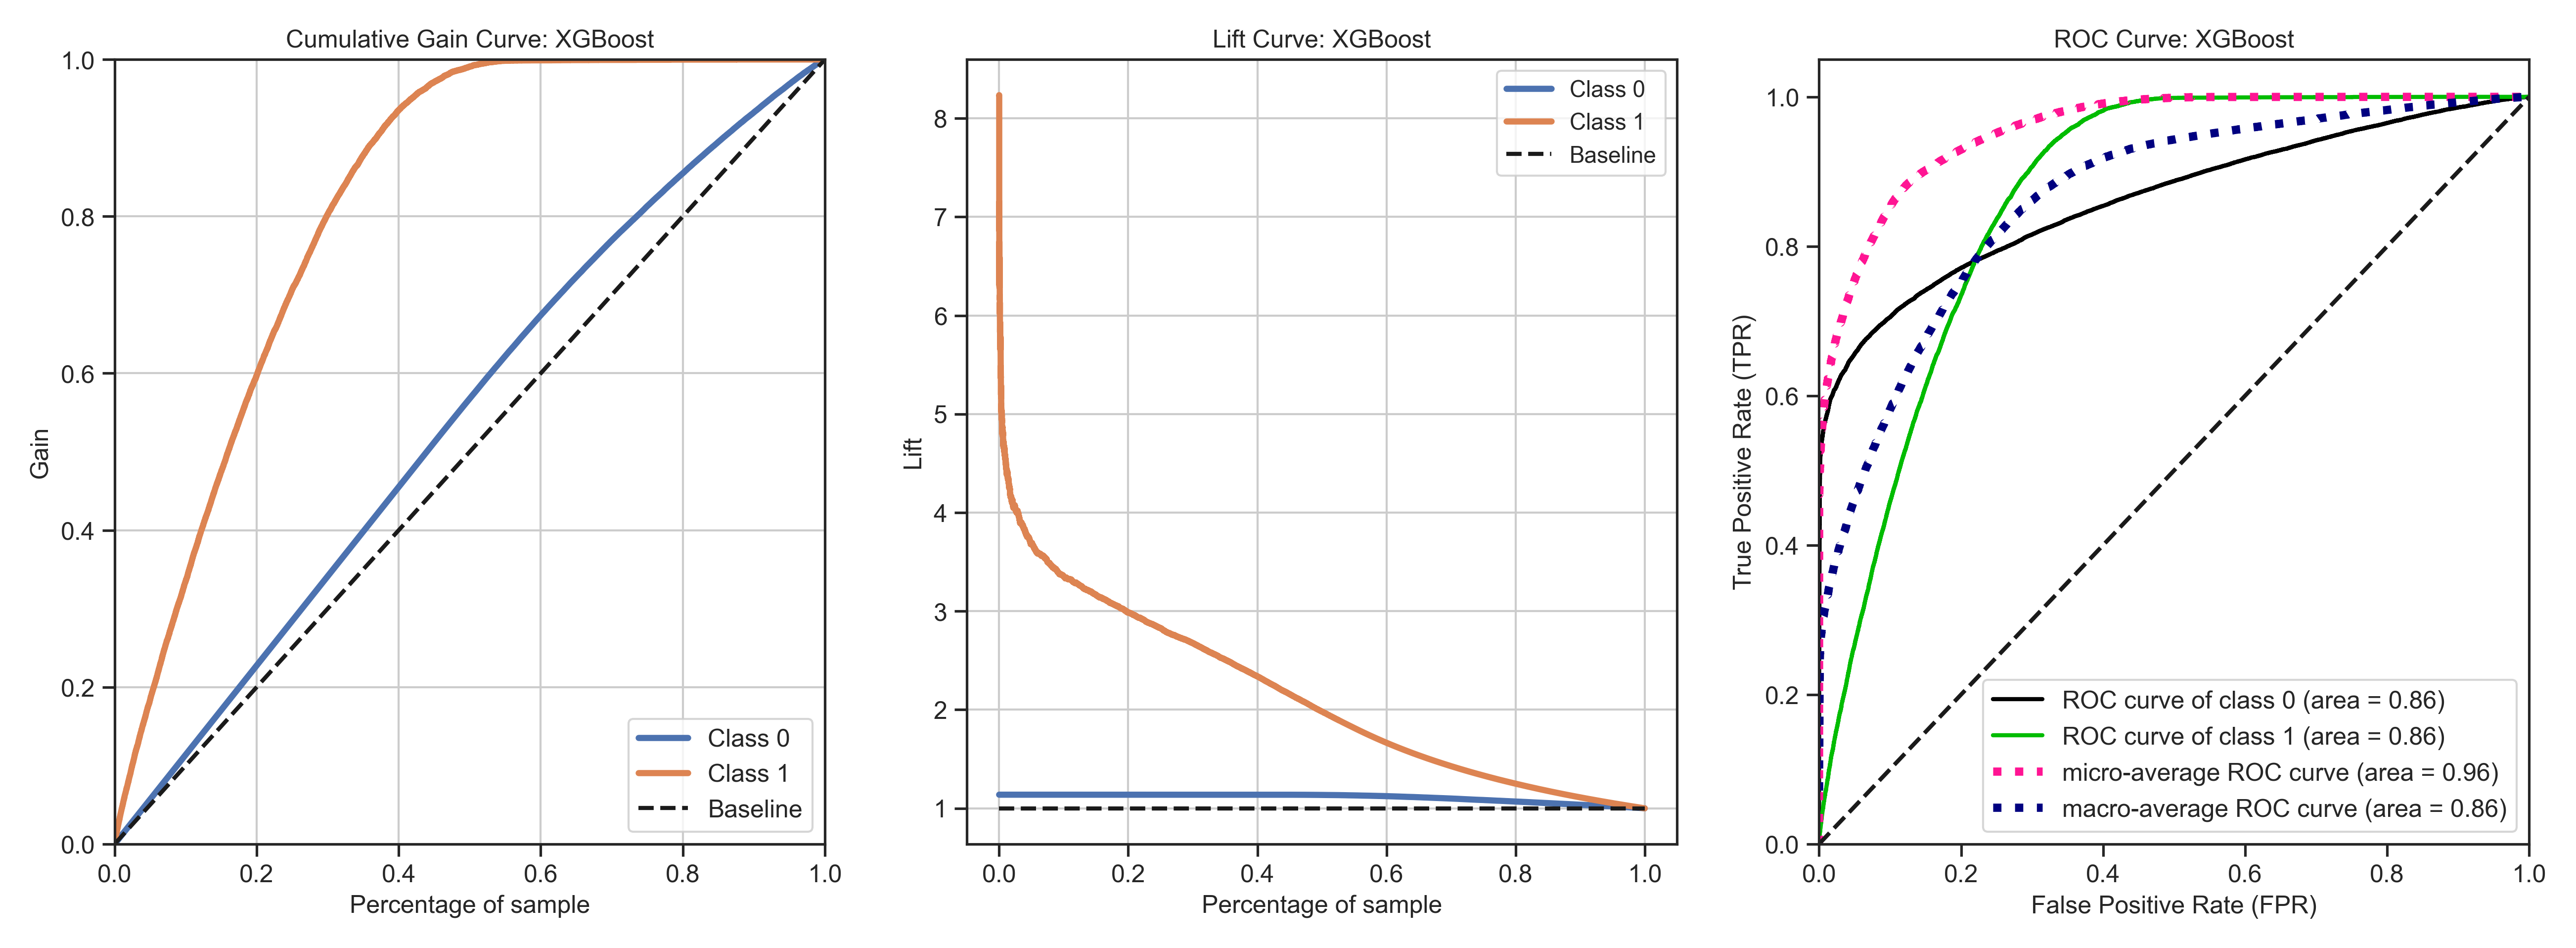 Cumulative Gain Curve: XGBoost
1.0
0.8
0.6
0.4
0.2
0.0
Gain
0.0 0.2 0.4 0.6 0.8 1.0
Percentage of sample
Class 0
Class 1
Baseline
Lift Curve: XGBoost
8
7
6
5
4
3
2
1
Lift
0.0 0.2 0.4 0.6 0.8 1.0
Percentage of sample
Class 0
Class 1
Baseline
ROC Curve: XGBoost
1.0
0.8
0.6
0.4
0.2
0.0
True Positive Rate (TPR)
0.0 0.2 0.4 0.6 0.8 1.0
False Positive Rate (FPR)
ROC curve of class 0 (area = 0.86)
ROC curve of class 1 (area = 0.86)
micro-average ROC curve (area = 0.96)
macro-average ROC curve (area = 0.86)